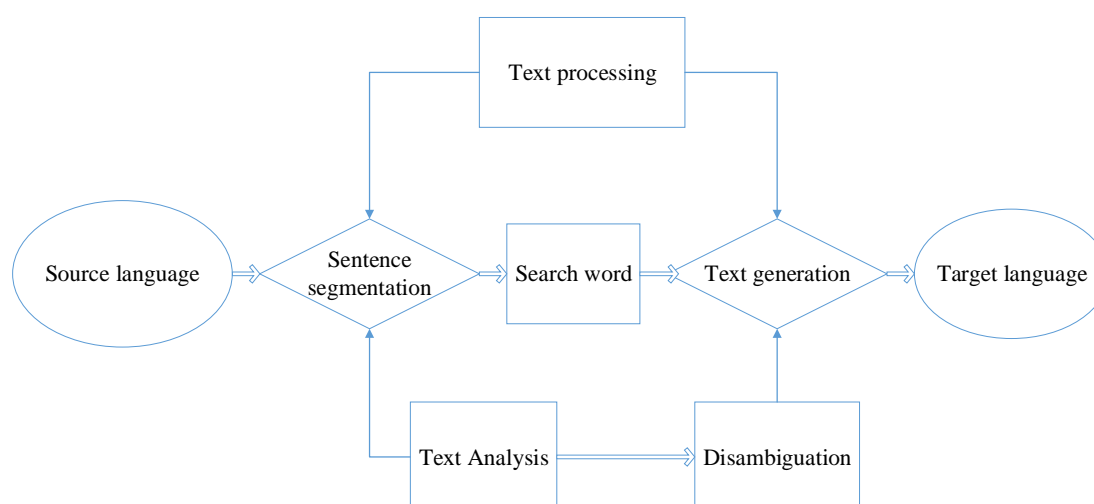 Text processing
Source language
Sentence
segmentation
Search word
Text generation
Target language
Text Analysis
Disambiguation